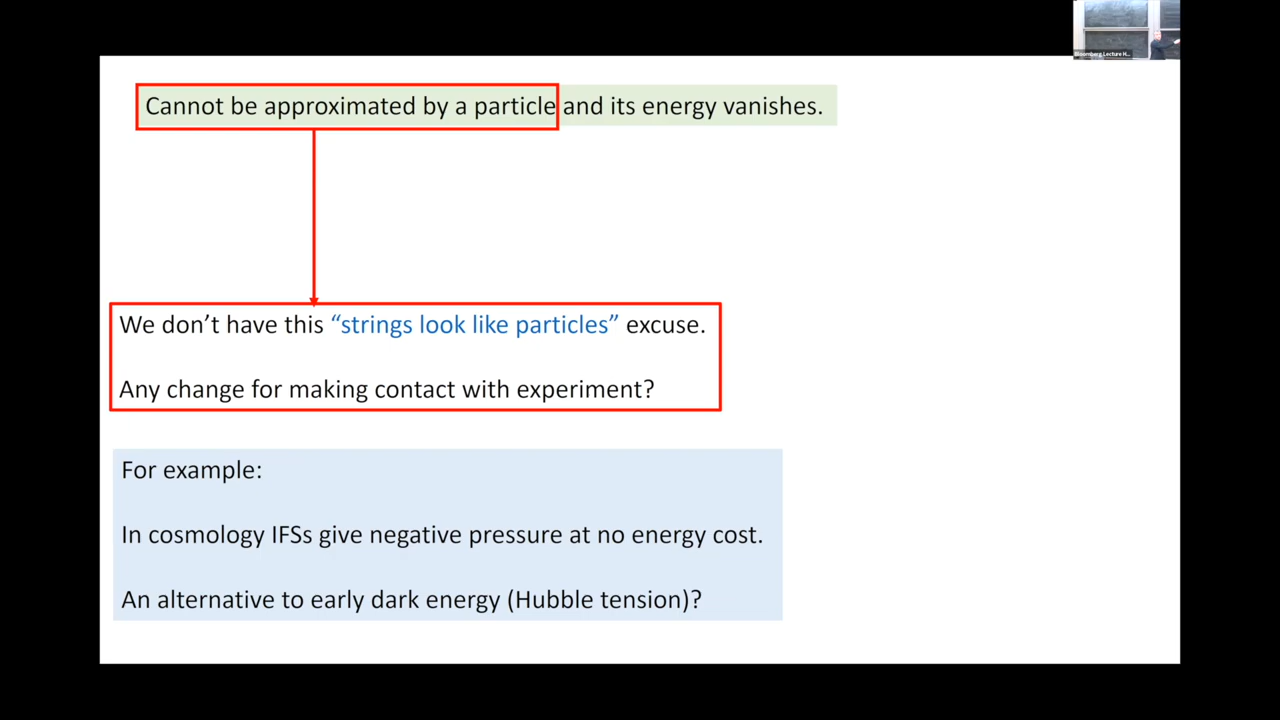 Bloomberg Lecture H...
Cannot be approximated by a particle and its energy vanishes.
We don't have this “strings look like particles” excuse.
Any change for making contact with experiment?
For example:
In cosmology IFSs give negative pressure at no energy cost.
An alternative to early dark energy (Hubble tension)?